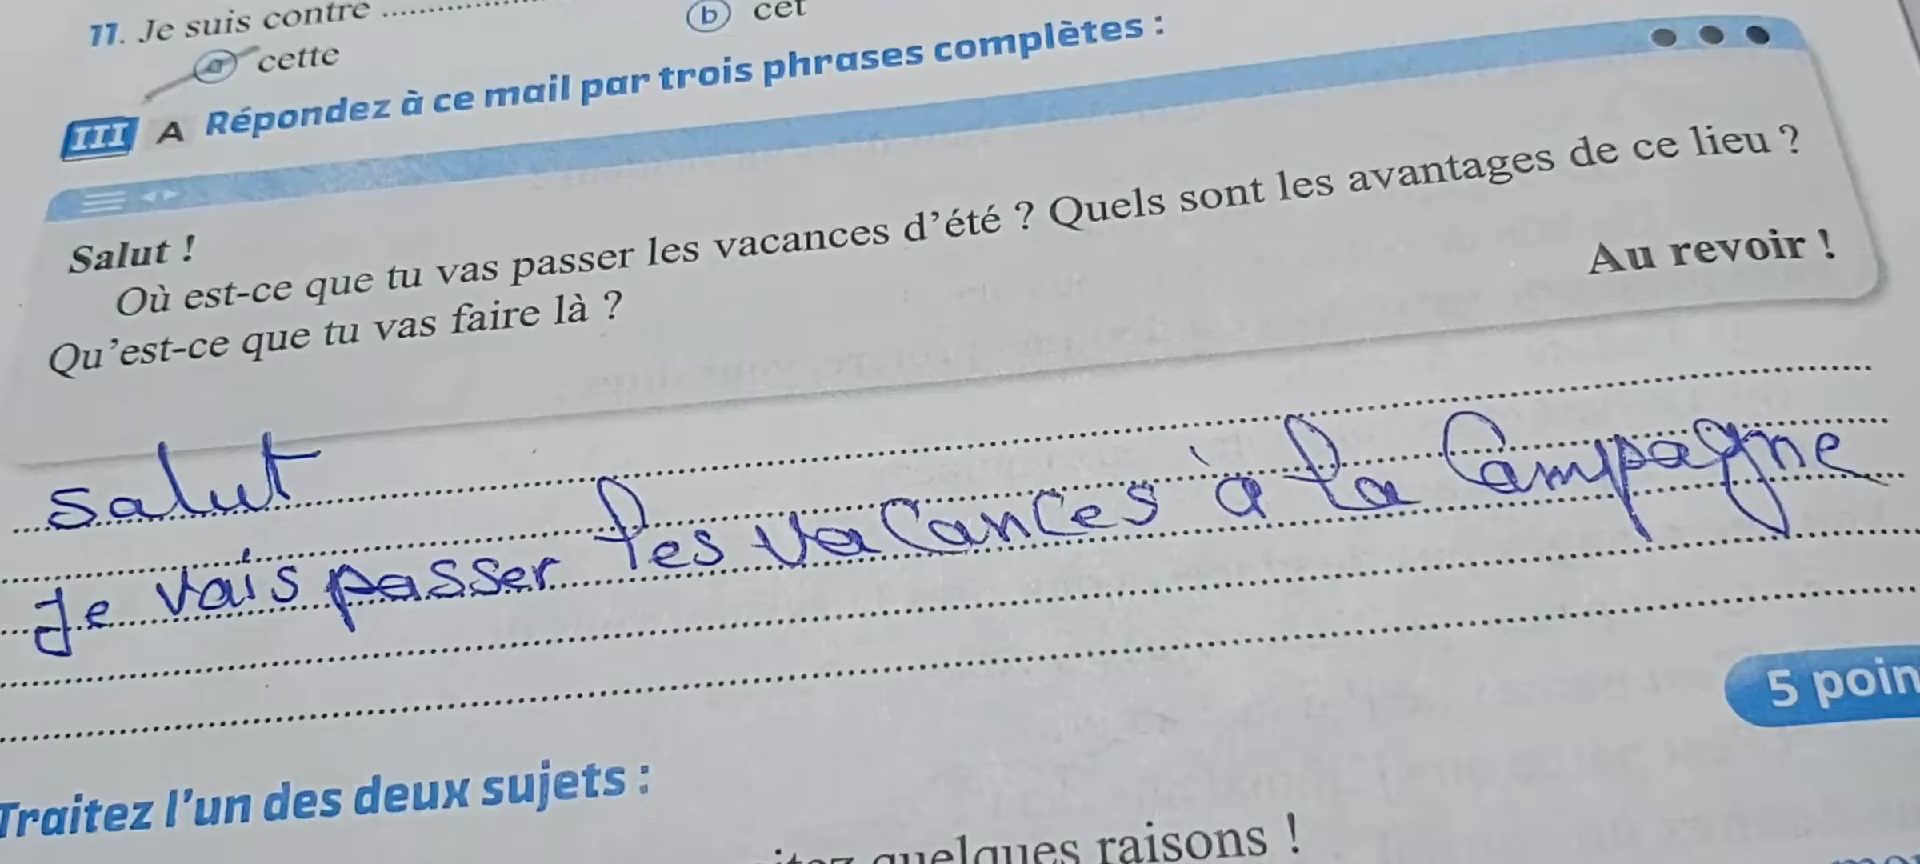 11. Je suis contre ....................
a cette
b cet
III A Répondez à ce mail par trois phrases complètes :
Salut !
Où est-ce que tu vas passer les vacances d'été ? Quels sont les avantages de ce lieu ?
Qu'est-ce que tu vas faire là ?
Au revoir !
salut
Je vais passer les vacances à la campagne
5 poin
Traitez l'un des deux sujets :
quelques raisons !